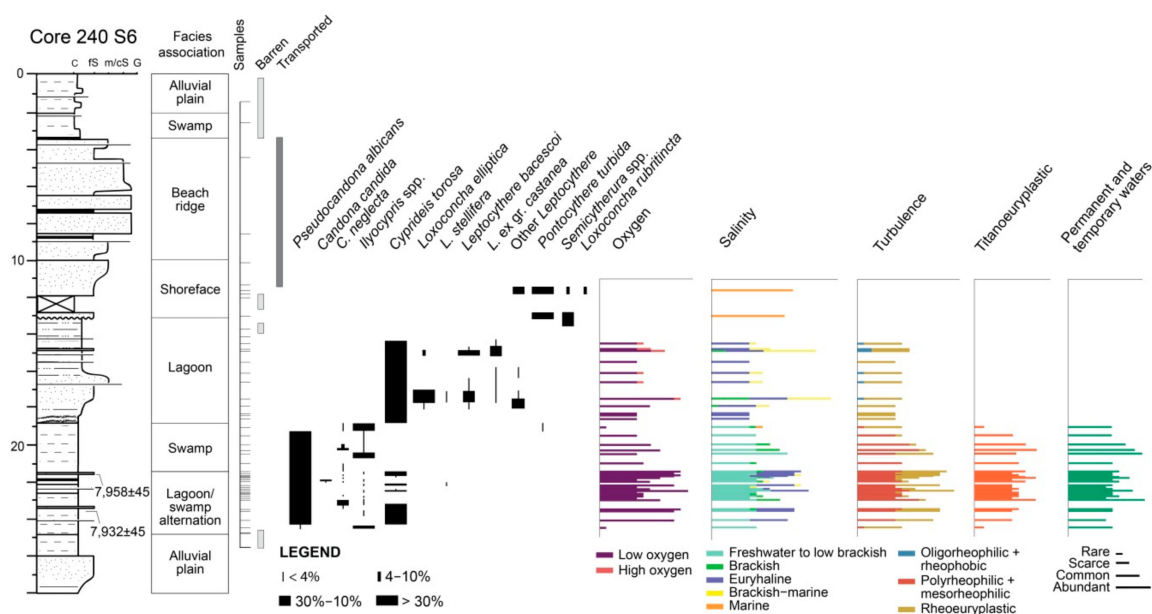 Core 240 S6
C fS m/cS G
Facies
association
Samples
Barren
Transported
Pseudocandona albicans
Candona candida
C. neglecta
Ilyocypris spp.
Cyprideis torosa
Loxoconcha elliptica
L. stellifera
Leptocythere bacescoi
L. ex gr. castanea
Other Leptocythere
Pontocythere turbida
Semicytherura spp.
Loxoconcha rubritincta
Oxygen
Salinity
Turbulence
Titanoeuryplastic
Permanent and
temporary waters
0
Alluvial
plain
Swamp
Beach
ridge
10
Shoreface
Lagoon
20
Swamp
7,958±45
Lagoon/
swamp
alternation
7,932±45
Alluvial
plain
LEGEND
< 4%
4–10%
30%–10%
> 30%
Low oxygen
High oxygen
Freshwater to low brackish
Brackish
Euryhaline
Brackish–marine
Marine
Oligorheophilic +
rheophobic
Polyrheophilic +
mesorheophilic
Rheoeuryplastic
Rare
Scarce
Common
Abundant